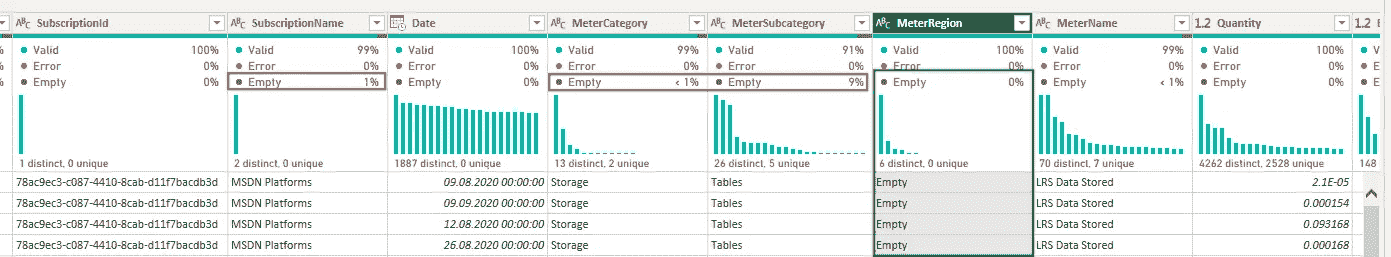 % ABC SubscriptionId ABC SubscriptionName Date ABC MeterCategory ABC MeterSubcategory ABC MeterRegion ABC MeterName 1.2 Quantity 1.2
% Valid 100% Valid 99% Valid 100% Valid 99% Valid 91% Valid 100% Valid 99% Valid 100%
% Error 0% Error 0% Error 0% Error 0% Error 0% Error 0% Error 0% Error 0%
% Empty 0% Empty 1% Empty 0% Empty < 1% Empty 9% Empty 0% Empty < 1% Empty 0%
1 distinct, 0 unique 2 distinct, 0 unique 1887 distinct, 0 unique 13 distinct, 2 unique 26 distinct, 5 unique 6 distinct, 0 unique 70 distinct, 7 unique 4262 distinct, 2528 unique 148
78ac9ec3-c087-4410-8cab-d11f7bacdb3d MSDN Platforms 09.08.2020 00:00:00 Storage Tables Empty LRS Data Stored 2.1E-05
78ac9ec3-c087-4410-8cab-d11f7bacdb3d MSDN Platforms 09.09.2020 00:00:00 Storage Tables Empty LRS Data Stored 0.000154
78ac9ec3-c087-4410-8cab-d11f7bacdb3d MSDN Platforms 12.08.2020 00:00:00 Storage Tables Empty LRS Data Stored 0.093168
78ac9ec3-c087-4410-8cab-d11f7bacdb3d MSDN Platforms 26.08.2020 00:00:00 Storage Tables Empty LRS Data Stored 0.000168